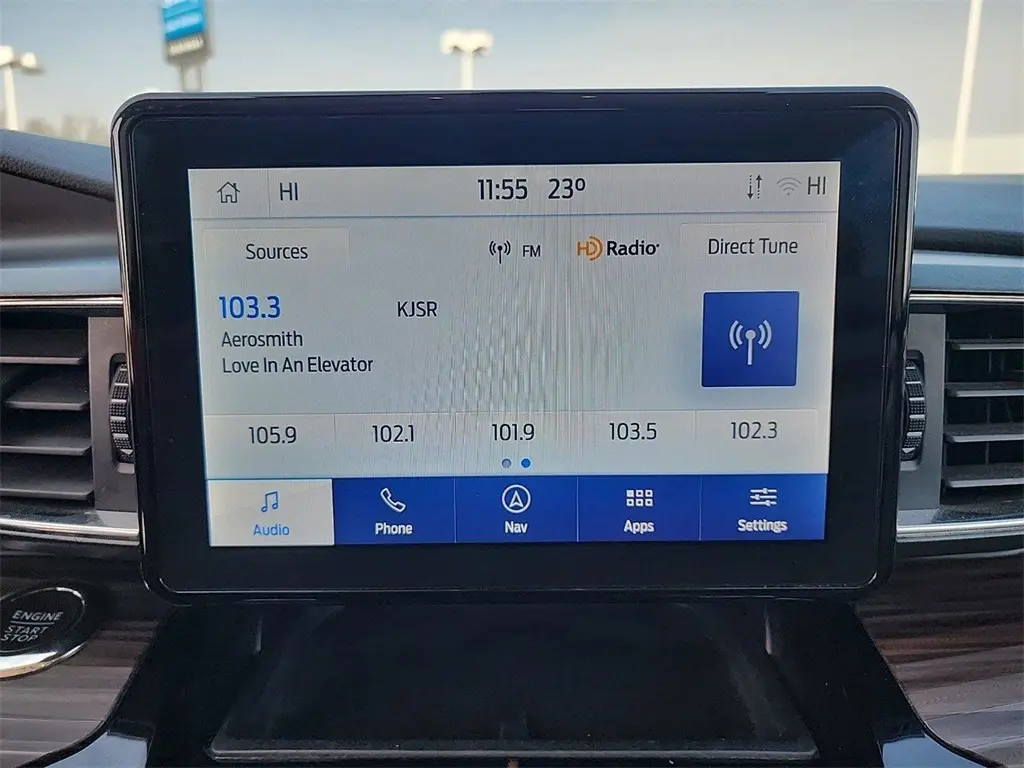 HI 11:55 23° HI
Sources FM HD Radio Direct Tune
103.3 KJSR
Aerosmith
Love In An Elevator
105.9 102.1 101.9 103.5 102.3
Audio Phone Nav Apps Settings
ENGINE
START
STOP